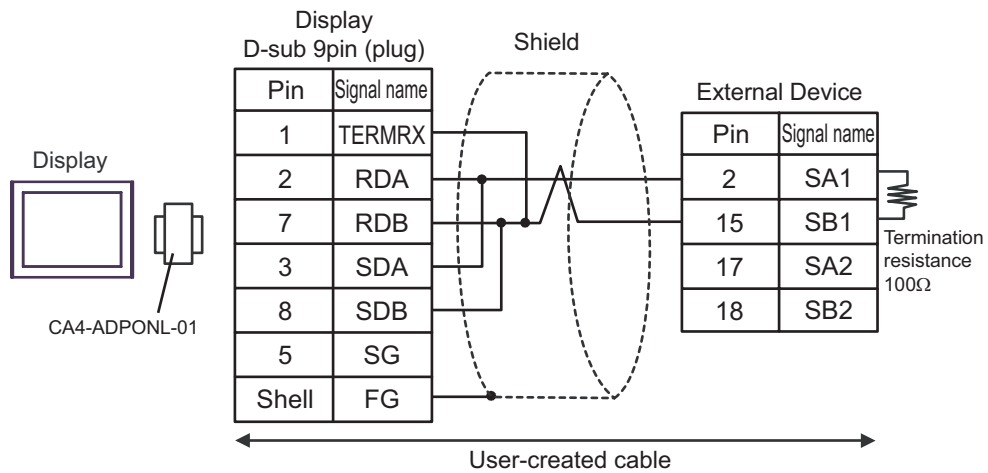 Display
D-sub 9pin (plug)
Shield
Pin Signal name
1 TERMRX
2 RDA
7 RDB
3 SDA
8 SDB
5 SG
Shell FG
External Device
Pin Signal name
2 SA1
15 SB1
17 SA2
18 SB2
Termination
resistance
100Ω
Display
CA4-ADPONL-01
User-created cable